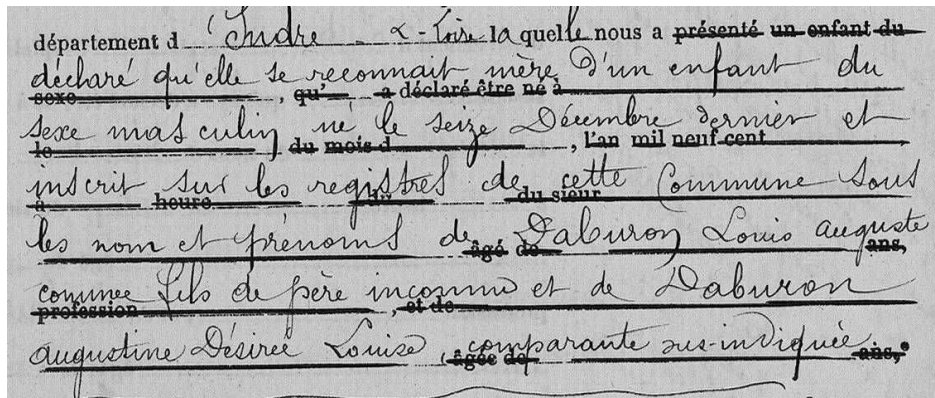 département d Indre - & - Loire laquelle nous a présenté un enfant du
déclaré qu'elle se reconnait mère d'un enfant du
sexe , qu' a déclaré être né à
sexe masculin né le seize Décembre dernier et
le du mois d , l'an mil neuf cent
inscrit sur les registres de cette Commune sous
à heure du du sieur
les nom et prénoms de Daburon Louis auguste
âgé de ans,
comme fils de père inconnu et de Daburon
profession , et de
augustine Désirée Louise , comparante sus-indiquée.
âgée de ans,